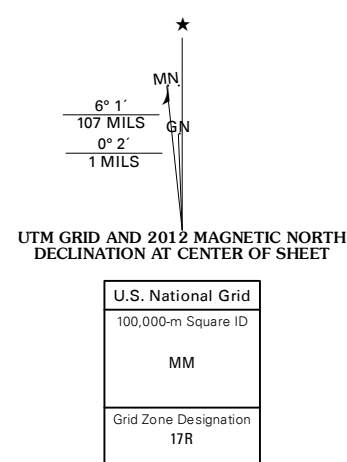 ★
MN.
6° 1´
107 MILS
GN
0° 2´
1 MILS
UTM GRID AND 2012 MAGNETIC NORTH
DECLINATION AT CENTER OF SHEET
U.S. National Grid
100,000-m Square ID
MM
Grid Zone Designation
17R